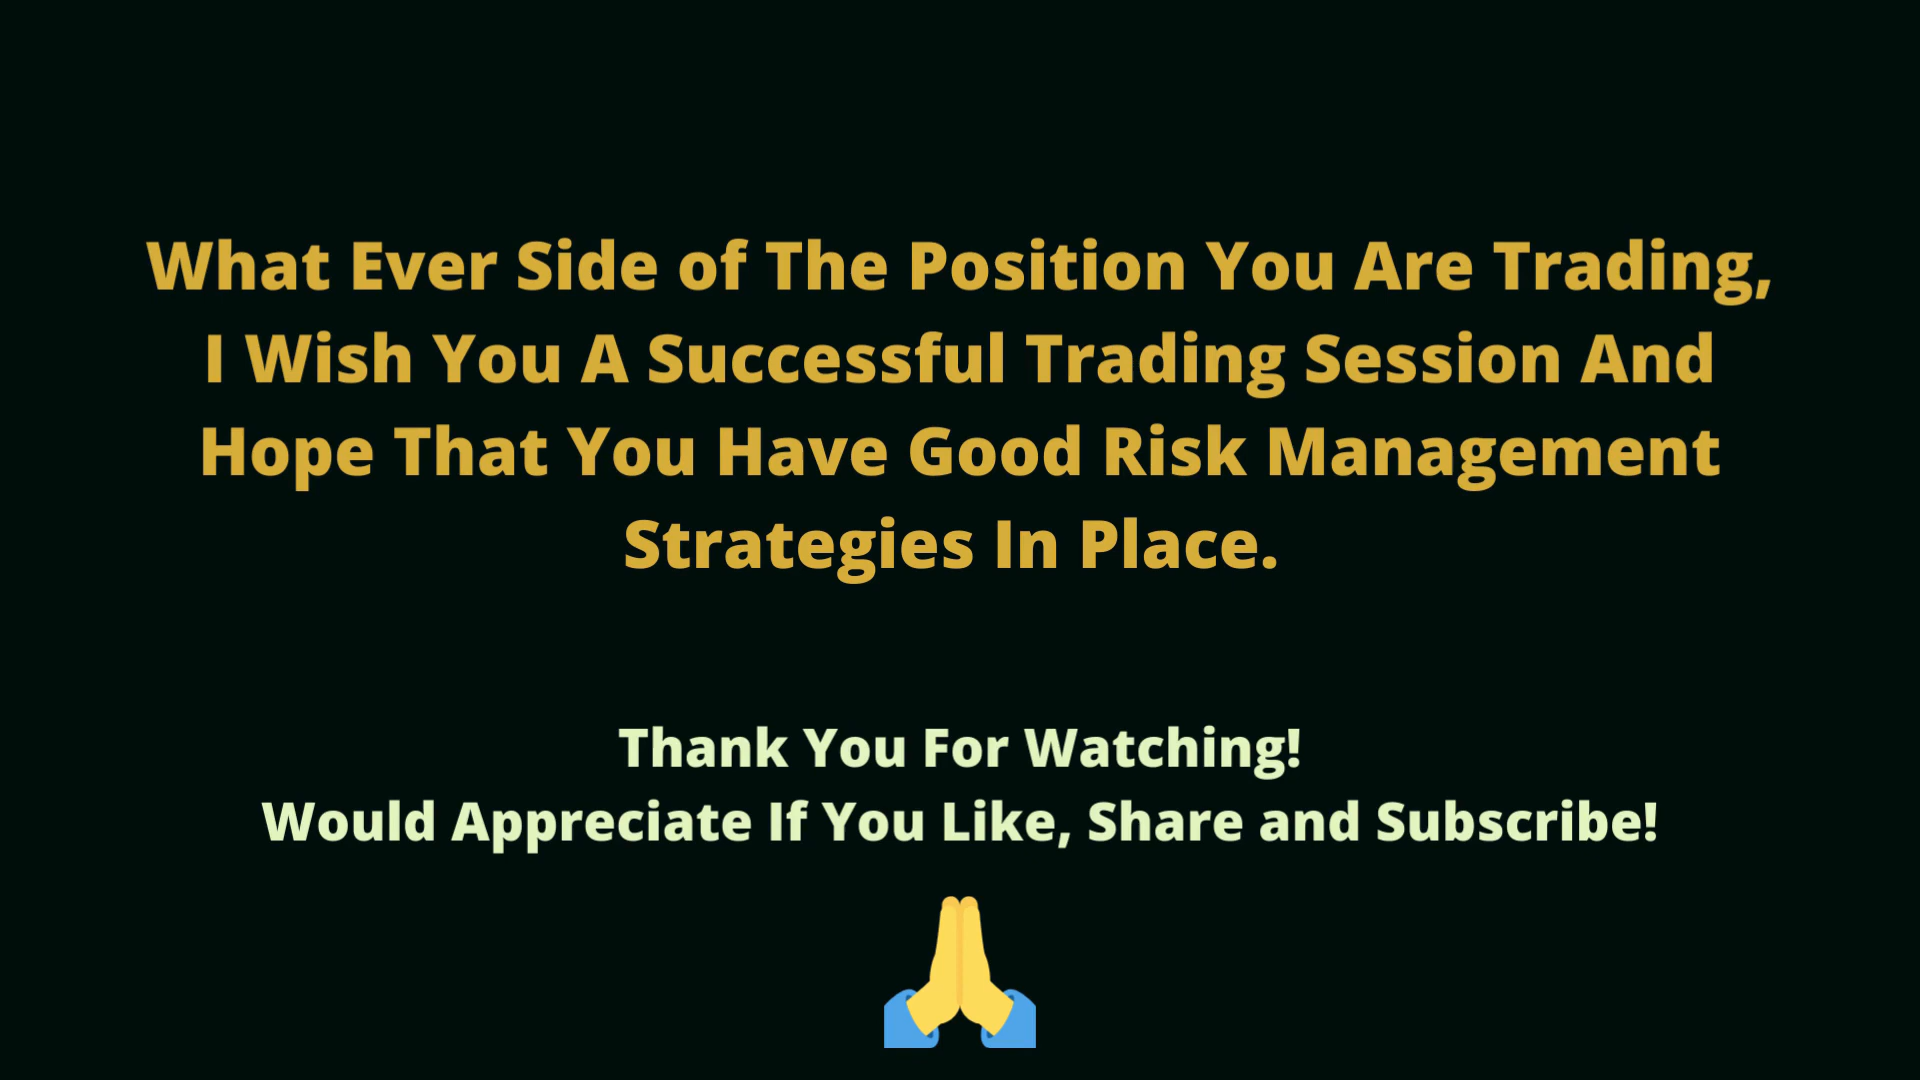 What Ever Side of The Position You Are Trading,
I Wish You A Successful Trading Session And
Hope That You Have Good Risk Management
Strategies In Place.
Thank You For Watching!
Would Appreciate If You Like, Share and Subscribe!